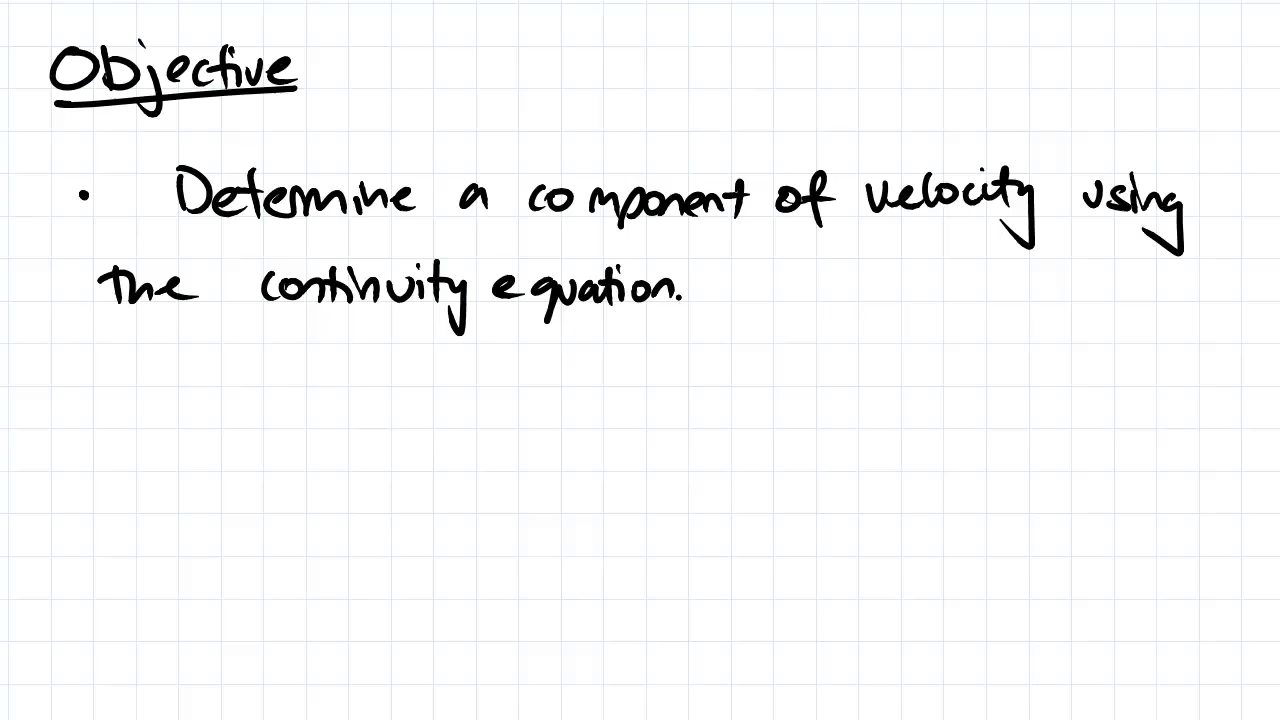 Objective
• Determine a component of velocity using
the continuity equation.